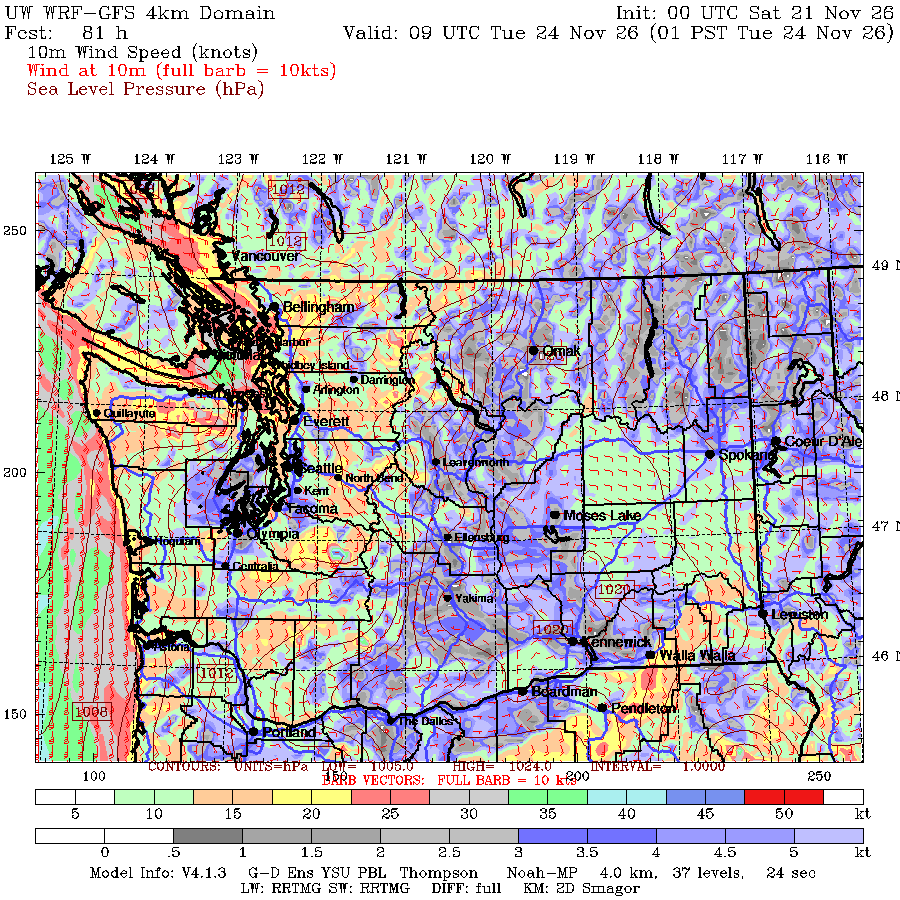 UW WRF-GFS 4km Domain Init: 00 UTC Sat 21 Nov 26
Fcst: 81 h Valid: 09 UTC Tue 24 Nov 26 (01 PST Tue 24 Nov 26)
10m Wind Speed (knots)
Wind at 10m (full barb = 10kts)
Sea Level Pressure (hPa)
125 W 124 W 123 W 122 W 121 W 120 W 119 W 118 W 117 W 116 W
1012
250
1012
Vancouver
49 N
Bellingham
Omak
Darrington
Arlington
48 N
Quillayute
Everett
Coeur D'Ale
Spokane
Leavenworth
200
Seattle
North Bend
Kent
Tacoma
Moses Lake
47 N
Olympia
Ellensburg
Hoquiam
Centralia
1020
Yakima
Lewiston
1020
Kennewick
Astoria
Walla Walla
46 N
1012
Boardman
1008
Pendleton
150
The Dalles
Portland
CONTOURS: UNITS=hPa LOW= 1005.0 HIGH= 1024.0 INTERVAL= 1.0000
100 150 200 250
BARB VECTORS: FULL BARB = 10 kts
5 10 15 20 25 30 35 40 45 50 kt
0 .5 1 1.5 2 2.5 3 3.5 4 4.5 5 kt
Model Info: V4.1.3 G-D Ens YSU PBL Thompson Noah-MP 4.0 km, 37 levels, 24 sec
LW: RRTMG SW: RRTMG DIFF: full KM: 2D Smagor